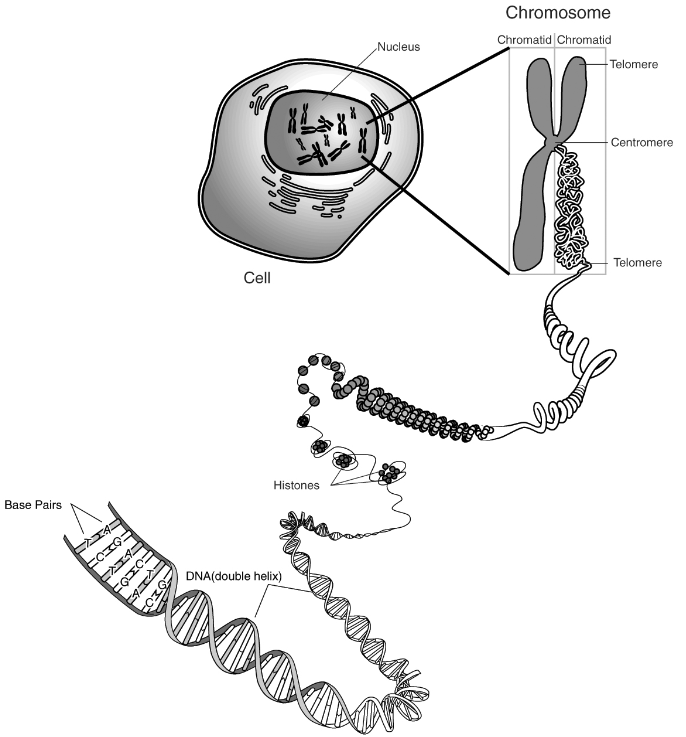 Chromosome
Chromatid Chromatid
Nucleus
Telomere
Centromere
Telomere
Cell
Histones
Base Pairs
DNA(double helix)
T A
C G
T A
G C
A T
C G